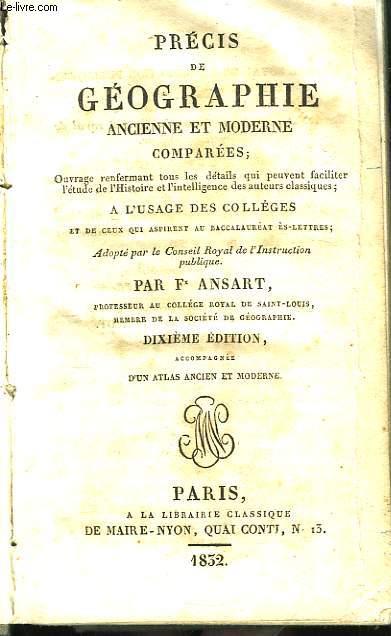 le-livre.com
PRÉCIS
DE
GÉOGRAPHIE
ANCIENNE ET MODERNE
COMPARÉES;
Ouvrage renfermant tous les détails qui peuvent faciliter
l'étude de l'Histoire et l'intelligence des auteurs classiques;
A L'USAGE DES COLLÉGES
ET DE CEUX QUI ASPIRENT AU BACCALAURÉAT ÈS-LETTRES;
Adopté par le Conseil Royal de l'Instruction
publique.
PAR Fx ANSART,
PROFESSEUR AU COLLÉGE ROYAL DE SAINT-LOUIS,
MEMBRE DE LA SOCIÉTÉ DE GÉOGRAPHIE.
DIXIÈME ÉDITION,
ACCOMPAGNÉE
D'UN ATLAS ANCIEN ET MODERNE.
PARIS,
A LA LIBRAIRIE CLASSIQUE
DE MAIRE-NYON, QUAI CONTI, N° 13.
1832.